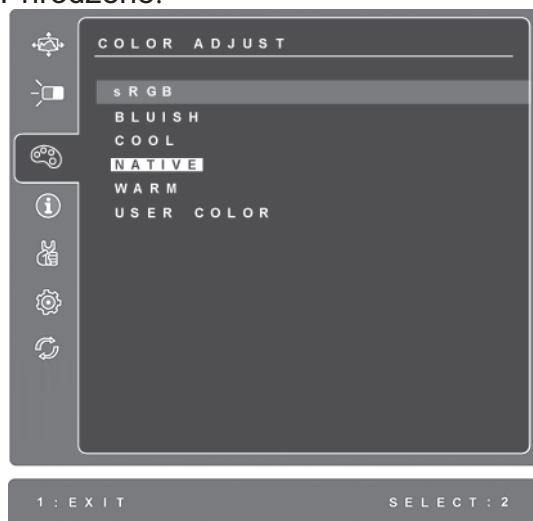 COLOR ADJUST
sRGB
BLUISH
COOL
NATIVE
WARM
USER COLOR
1:EXIT SELECT:2